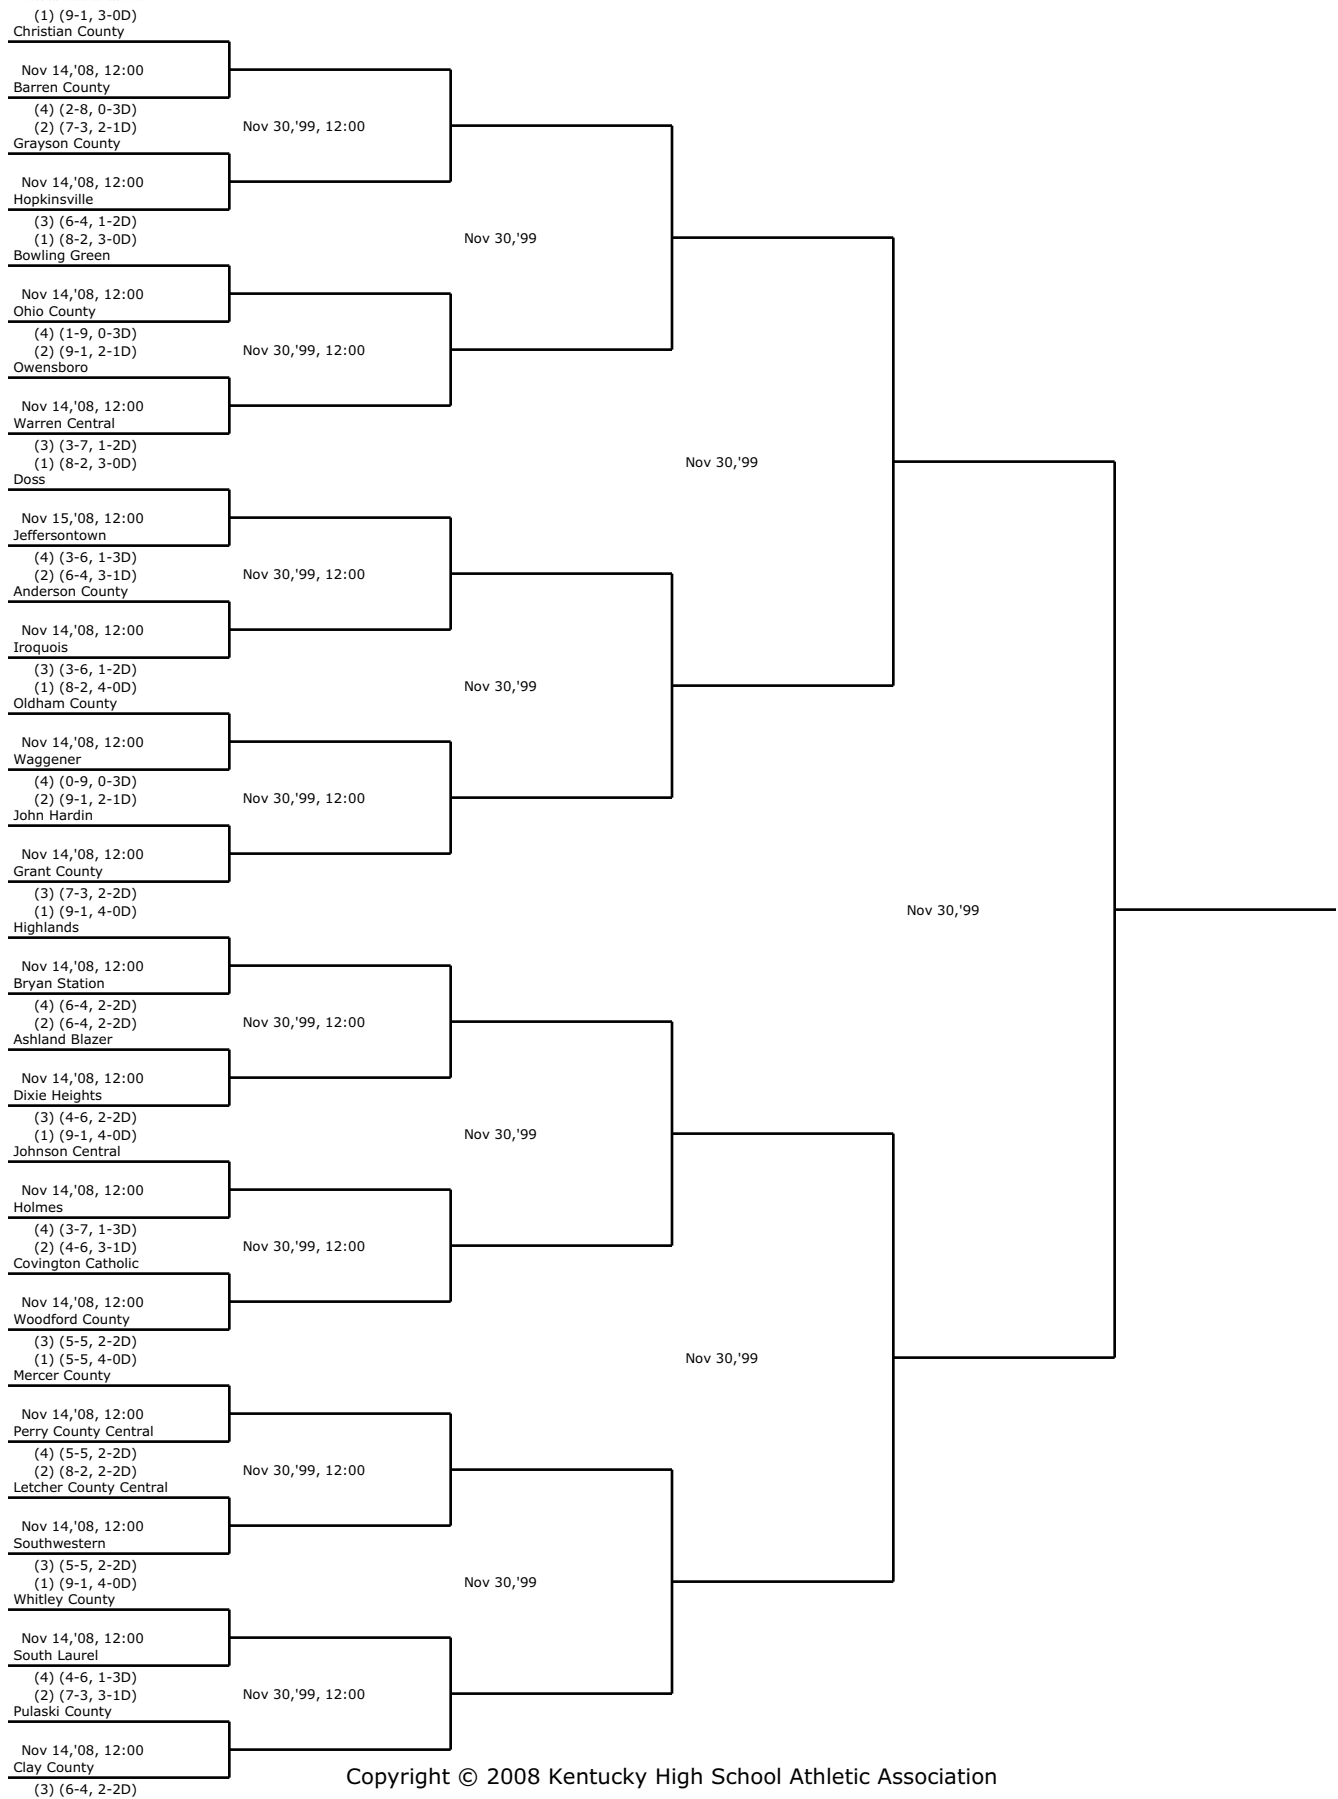 (1) (9-1, 3-0D)
Christian County
Nov 14,'08, 12:00
Barren County
(4) (2-8, 0-3D)
(2) (7-3, 2-1D)
Nov 30,'99, 12:00
Grayson County
Nov 14,'08, 12:00
Hopkinsville
(3) (6-4, 1-2D)
(1) (8-2, 3-0D)
Nov 30,'99
Bowling Green
Nov 14,'08, 12:00
Ohio County
(4) (1-9, 0-3D)
(2) (9-1, 2-1D)
Nov 30,'99, 12:00
Owensboro
Nov 14,'08, 12:00
Warren Central
(3) (3-7, 1-2D)
(1) (8-2, 3-0D)
Nov 30,'99
Doss
Nov 15,'08, 12:00
Jeffersontown
(4) (3-6, 1-3D)
(2) (6-4, 3-1D)
Nov 30,'99, 12:00
Anderson County
Nov 14,'08, 12:00
Iroquois
(3) (3-6, 1-2D)
(1) (8-2, 4-0D)
Nov 30,'99
Oldham County
Nov 14,'08, 12:00
Waggener
(4) (0-9, 0-3D)
(2) (9-1, 2-1D)
Nov 30,'99, 12:00
John Hardin
Nov 14,'08, 12:00
Grant County
(3) (7-3, 2-2D)
(1) (9-1, 4-0D)
Nov 30,'99
Highlands
Nov 14,'08, 12:00
Bryan Station
(4) (6-4, 2-2D)
(2) (6-4, 2-2D)
Nov 30,'99, 12:00
Ashland Blazer
Nov 14,'08, 12:00
Dixie Heights
(3) (4-6, 2-2D)
(1) (9-1, 4-0D)
Nov 30,'99
Johnson Central
Nov 14,'08, 12:00
Holmes
(4) (3-7, 1-3D)
(2) (4-6, 3-1D)
Nov 30,'99, 12:00
Covington Catholic
Nov 14,'08, 12:00
Woodford County
(3) (5-5, 2-2D)
(1) (5-5, 4-0D)
Nov 30,'99
Mercer County
Nov 14,'08, 12:00
Perry County Central
(4) (5-5, 2-2D)
(2) (8-2, 2-2D)
Nov 30,'99, 12:00
Letcher County Central
Nov 14,'08, 12:00
Southwestern
(3) (5-5, 2-2D)
(1) (9-1, 4-0D)
Nov 30,'99
Whitley County
Nov 14,'08, 12:00
South Laurel
(4) (4-6, 1-3D)
(2) (7-3, 3-1D)
Nov 30,'99, 12:00
Pulaski County
Nov 14,'08, 12:00
Clay County
(3) (6-4, 2-2D)
Copyright © 2008 Kentucky High School Athletic Association